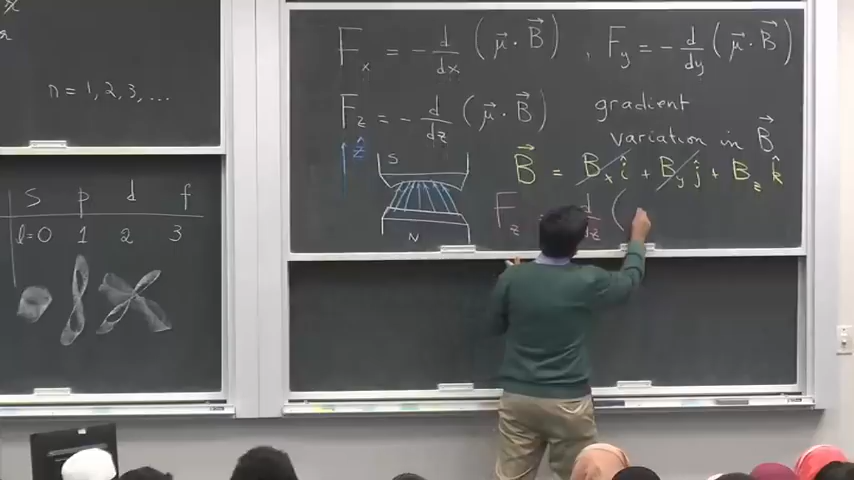 n = 1, 2, 3, ...
s p d f
l = 0 1 2 3
F_x = - d/dx (μ⃗ · B⃗) , F_y = - d/dy (μ⃗ · B⃗)
F_z = - d/dz (μ⃗ · B⃗) gradient
variation in B⃗
ẑ
S
N
B⃗ = B_x î + B_y ĵ + B_z k̂
F_z d/dz (